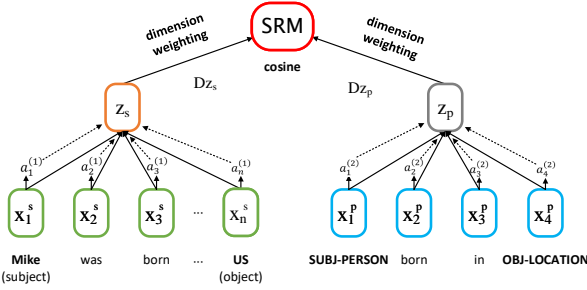 SRM
dimension weighting
dimension weighting
cosine
Dz_s
Dz_p
z_s
z_p
a_1^(1) a_2^(1) a_3^(1) a_n^(1) a_1^(2) a_2^(2) a_3^(2) a_4^(2)
x_1^s x_2^s x_3^s ... x_n^s x_1^p x_2^p x_3^p x_4^p
Mike was born ... US SUBJ-PERSON born in OBJ-LOCATION
(subject) (object)